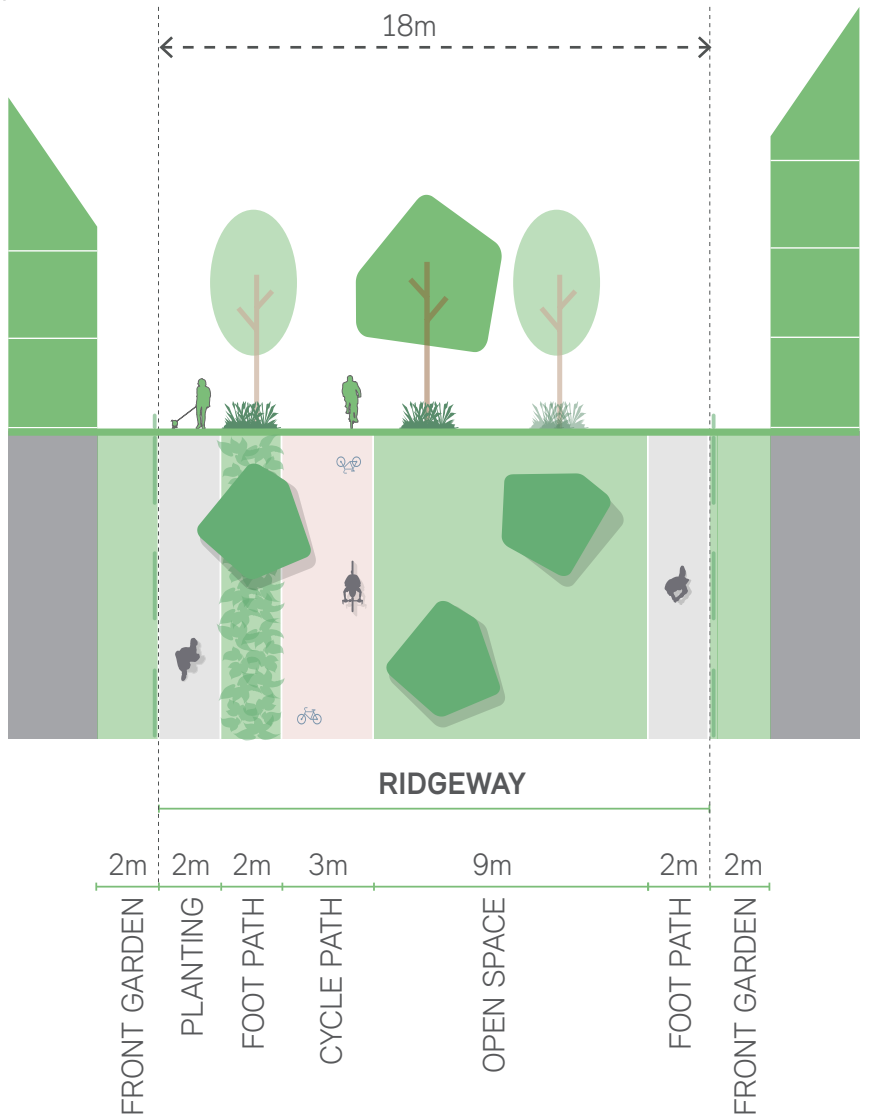 18m
RIDGEWAY
2m
2m
2m
3m
9m
2m
2m
FRONT GARDEN
PLANTING
FOOT PATH
CYCLE PATH
OPEN SPACE
FOOT PATH
FRONT GARDEN